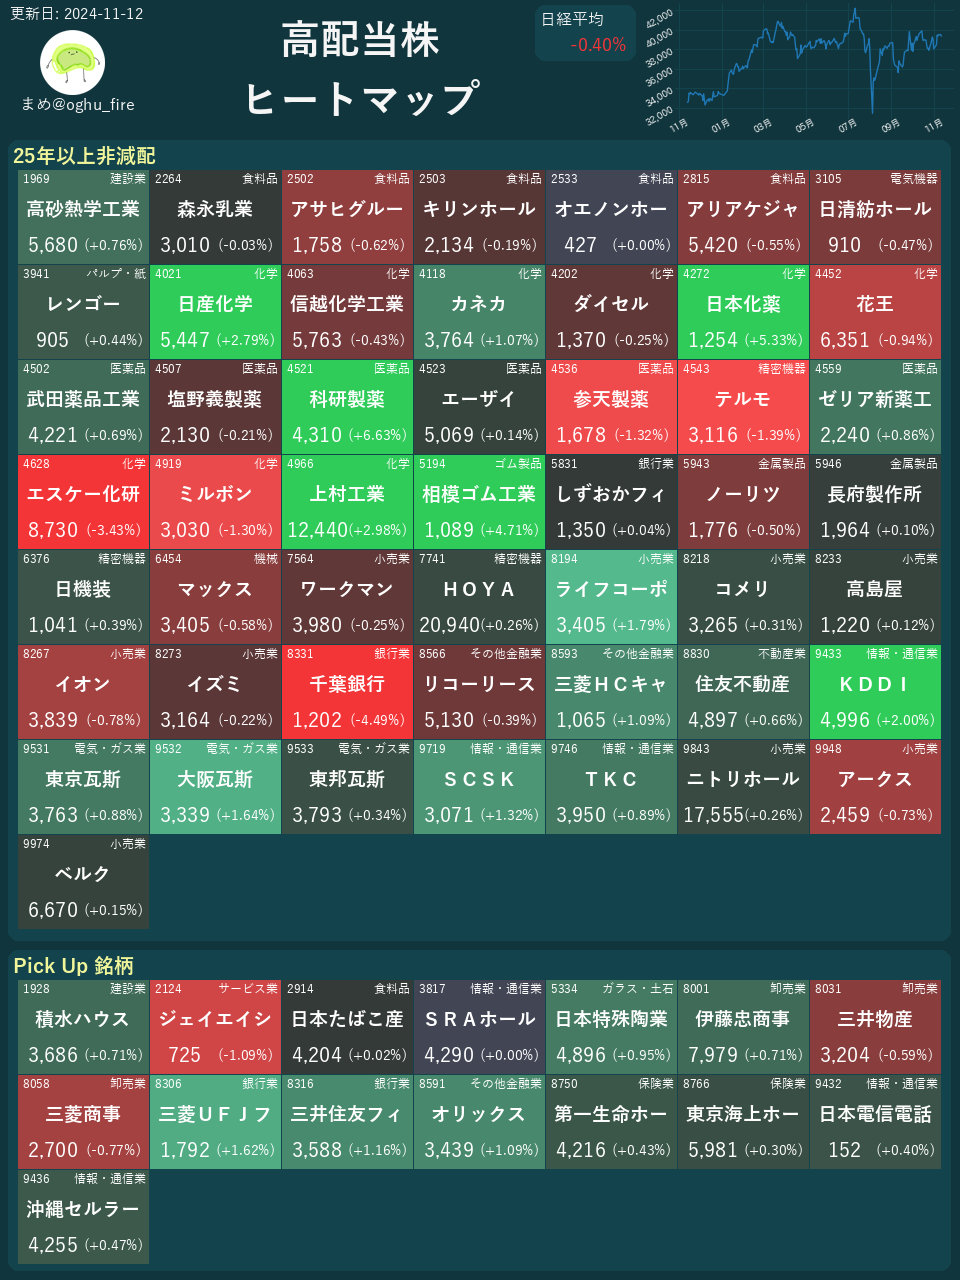 更新日: 2024-11-12
まめ@oghu_fire
高配当株
ヒートマップ
日経平均
-0.40%
42,000
40,000
38,000
36,000
34,000
32,000
11月 01月 03月 05月 07月 09月 11月
25年以上非減配
1969 建設業 2264 食料品 2502 食料品 2503 食料品 2533 食料品 2815 食料品 3105 電気機器
高砂熱学工業 森永乳業 アサヒグルー キリンホール オエノンホー アリアケジャ 日清紡ホール
5,680 (+0.76%) 3,010 (-0.03%) 1,758 (-0.62%) 2,134 (-0.19%) 427 (+0.00%) 5,420 (-0.55%) 910 (-0.47%)
3941 パルプ・紙 4021 化学 4063 化学 4118 化学 4202 化学 4272 化学 4452 化学
レンゴー 日産化学 信越化学工業 カネカ ダイセル 日本化薬 花王
905 (+0.44%) 5,447 (+2.79%) 5,763 (-0.43%) 3,764 (+1.07%) 1,370 (-0.25%) 1,254 (+5.33%) 6,351 (-0.94%)
4502 医薬品 4507 医薬品 4521 医薬品 4523 医薬品 4536 医薬品 4543 精密機器 4559 医薬品
武田薬品工業 塩野義製薬 科研製薬 エーザイ 参天製薬 テルモ ゼリア新薬工
4,221 (+0.69%) 2,130 (-0.21%) 4,310 (+6.63%) 5,069 (+0.14%) 1,678 (-1.32%) 3,116 (-1.39%) 2,240 (+0.86%)
4628 化学 4919 化学 4966 化学 5194 ゴム製品 5831 銀行業 5943 金属製品 5946 金属製品
エスケー化研 ミルボン 上村工業 相模ゴム工業 しずおかフィ ノーリツ 長府製作所
8,730 (-3.43%) 3,030 (-1.30%) 12,440(+2.98%) 1,089 (+4.71%) 1,350 (+0.04%) 1,776 (-0.50%) 1,964 (+0.10%)
6376 精密機器 6454 機械 7564 小売業 7741 精密機器 8194 小売業 8218 小売業 8233 小売業
日機装 マックス ワークマン ＨＯＹＡ ライフコーポ コメリ 高島屋
1,041 (+0.39%) 3,405 (-0.58%) 3,980 (-0.25%) 20,940(+0.26%) 3,405 (+1.79%) 3,265 (+0.31%) 1,220 (+0.12%)
8267 小売業 8273 小売業 8331 銀行業 8566 その他金融業 8593 その他金融業 8830 不動産業 9433 情報・通信業
イオン イズミ 千葉銀行 リコーリース 三菱ＨＣキャ 住友不動産 ＫＤＤＩ
3,839 (-0.78%) 3,164 (-0.22%) 1,202 (-4.49%) 5,130 (-0.39%) 1,065 (+1.09%) 4,897 (+0.66%) 4,996 (+2.00%)
9531 電気・ガス業 9532 電気・ガス業 9533 電気・ガス業 9719 情報・通信業 9746 情報・通信業 9843 小売業 9948 小売業
東京瓦斯 大阪瓦斯 東邦瓦斯 ＳＣＳＫ ＴＫＣ ニトリホール アークス
3,763 (+0.88%) 3,339 (+1.64%) 3,793 (+0.34%) 3,071 (+1.32%) 3,950 (+0.89%) 17,555(+0.26%) 2,459 (-0.73%)
9974 小売業
ベルク
6,670 (+0.15%)
Pick Up 銘柄
1928 建設業 2124 サービス業 2914 食料品 3817 情報・通信業 5334 ガラス・土石 8001 卸売業 8031 卸売業
積水ハウス ジェイエイシ 日本たばこ産 ＳＲＡホール 日本特殊陶業 伊藤忠商事 三井物産
3,686 (+0.71%) 725 (-1.09%) 4,204 (+0.02%) 4,290 (+0.00%) 4,896 (+0.95%) 7,979 (+0.71%) 3,204 (-0.59%)
8058 卸売業 8306 銀行業 8316 銀行業 8591 その他金融業 8750 保険業 8766 保険業 9432 情報・通信業
三菱商事 三菱ＵＦＪフ 三井住友フィ オリックス 第一生命ホー 東京海上ホー 日本電信電話
2,700 (-0.77%) 1,792 (+1.62%) 3,588 (+1.16%) 3,439 (+1.09%) 4,216 (+0.43%) 5,981 (+0.30%) 152 (+0.40%)
9436 情報・通信業
沖縄セルラー
4,255 (+0.47%)